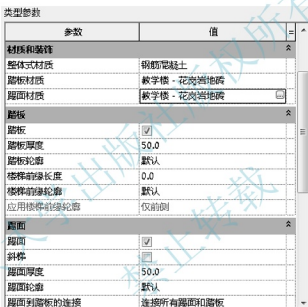 类型参数
参数 值 =
材质和装饰
整体式材质 钢筋混凝土
踏板材质 教学楼 - 花岗岩地砖
踢面材质 教学楼 - 花岗岩地砖
踏板
踏板
踏板厚度 50.0
踏板轮廓 默认
楼梯前缘长度 0.0
楼梯前缘轮廓 默认
应用楼梯前缘轮廓 仅前侧
踢面
踢面
斜梯
踢面厚度 50.0
踢面轮廓 默认
踢面到踏板的连接 连接所有踢面和踏板